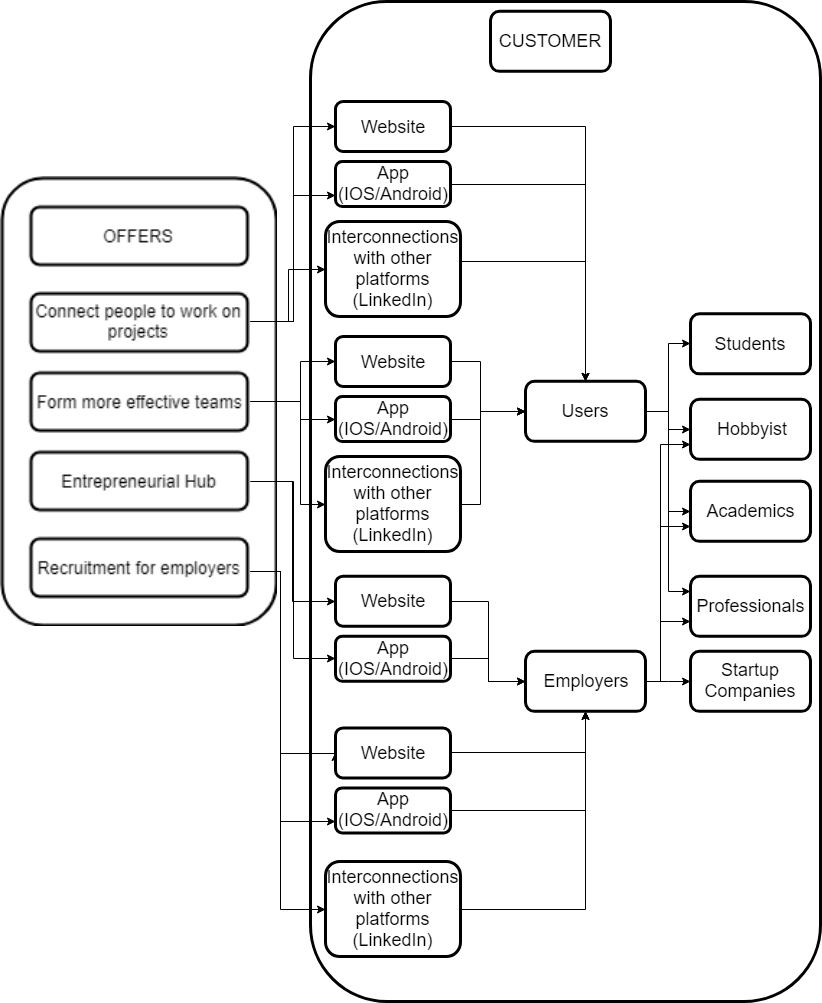 CUSTOMER
OFFERS
Connect people to work on
projects
Form more effective teams
Entrepreneurial Hub
Recruitment for employers
Website
App
(IOS/Android)
Interconnections
with other
platforms
(LinkedIn)
Website
App
(IOS/Android)
Interconnections
with other
platforms
(LinkedIn)
Website
App
(IOS/Android)
Website
App
(IOS/Android)
Interconnections
with other
platforms
(LinkedIn)
Users
Employers
Students
Hobbyist
Academics
Professionals
Startup
Companies